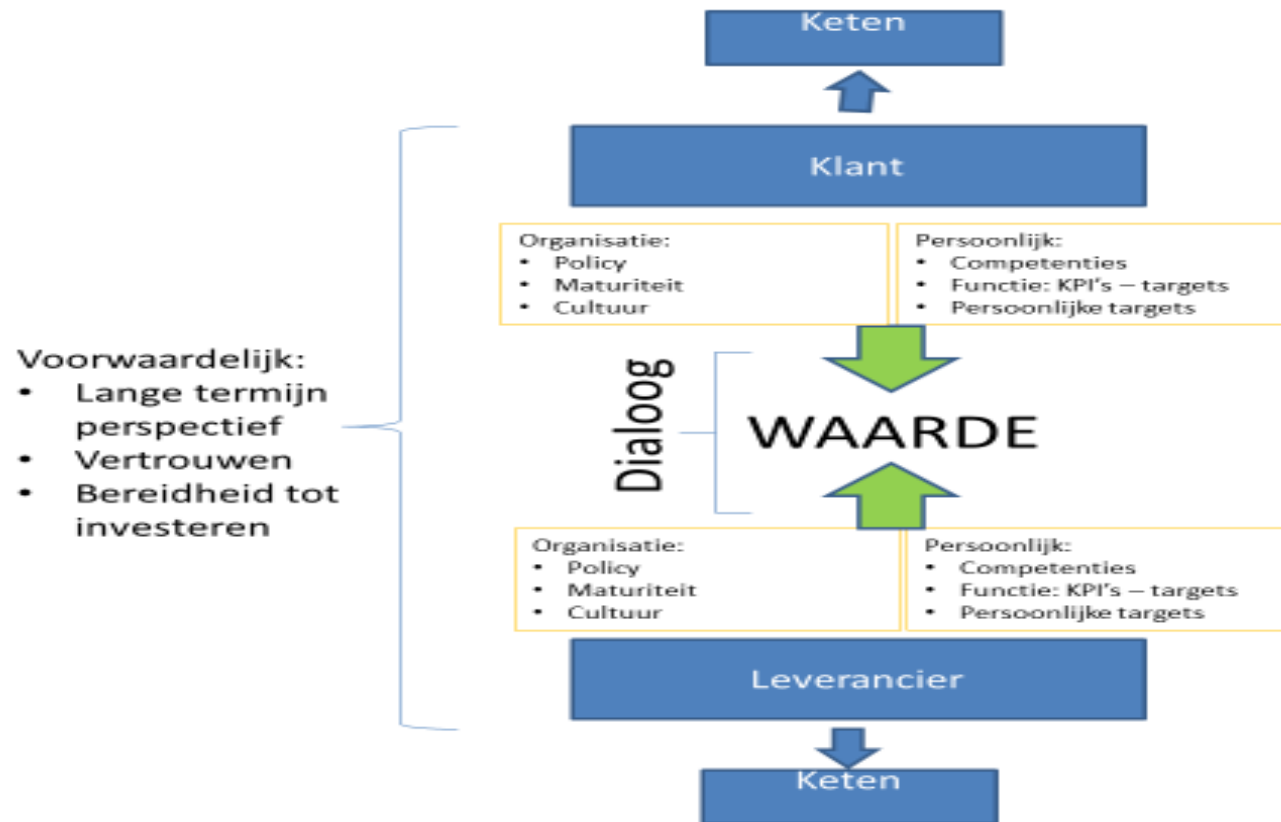 Keten
Klant
Organisatie:
• Policy
• Maturiteit
• Cultuur
Persoonlijk:
• Competenties
• Functie: KPI's – targets
• Persoonlijke targets
Voorwaardelijk:
• Lange termijn
perspectief
• Vertrouwen
• Bereidheid tot
investeren
Dialoog
WAARDE
Organisatie:
• Policy
• Maturiteit
• Cultuur
Persoonlijk:
• Competenties
• Functie: KPI's – targets
• Persoonlijke targets
Leverancier
Keten